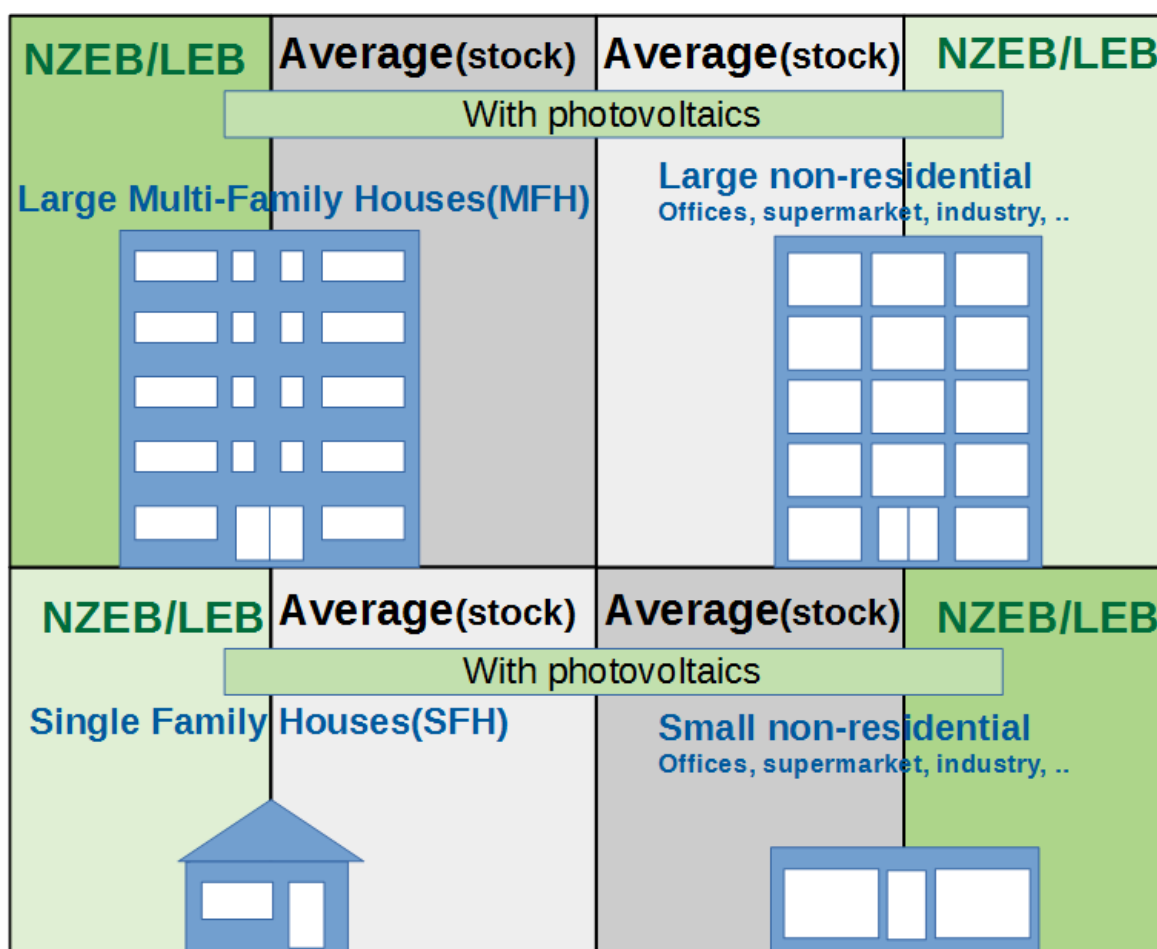 NZEB/LEB Average(stock) Average(stock) NZEB/LEB
With photovoltaics
Large Multi-Family Houses(MFH)
Large non-residential
Offices, supermarket, industry, ..
NZEB/LEB Average(stock) Average(stock) NZEB/LEB
With photovoltaics
Single Family Houses(SFH)
Small non-residential
Offices, supermarket, industry, ..